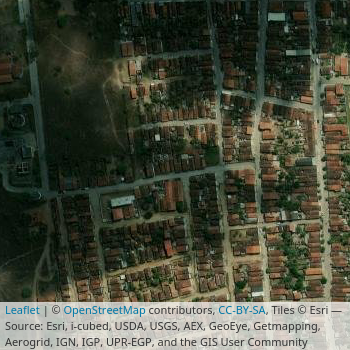 Leaflet | © OpenStreetMap contributors, CC-BY-SA, Tiles © Esri —
Source: Esri, i-cubed, USDA, USGS, AEX, GeoEye, Getmapping,
Aerogrid, IGN, IGP, UPR-EGP, and the GIS User Community